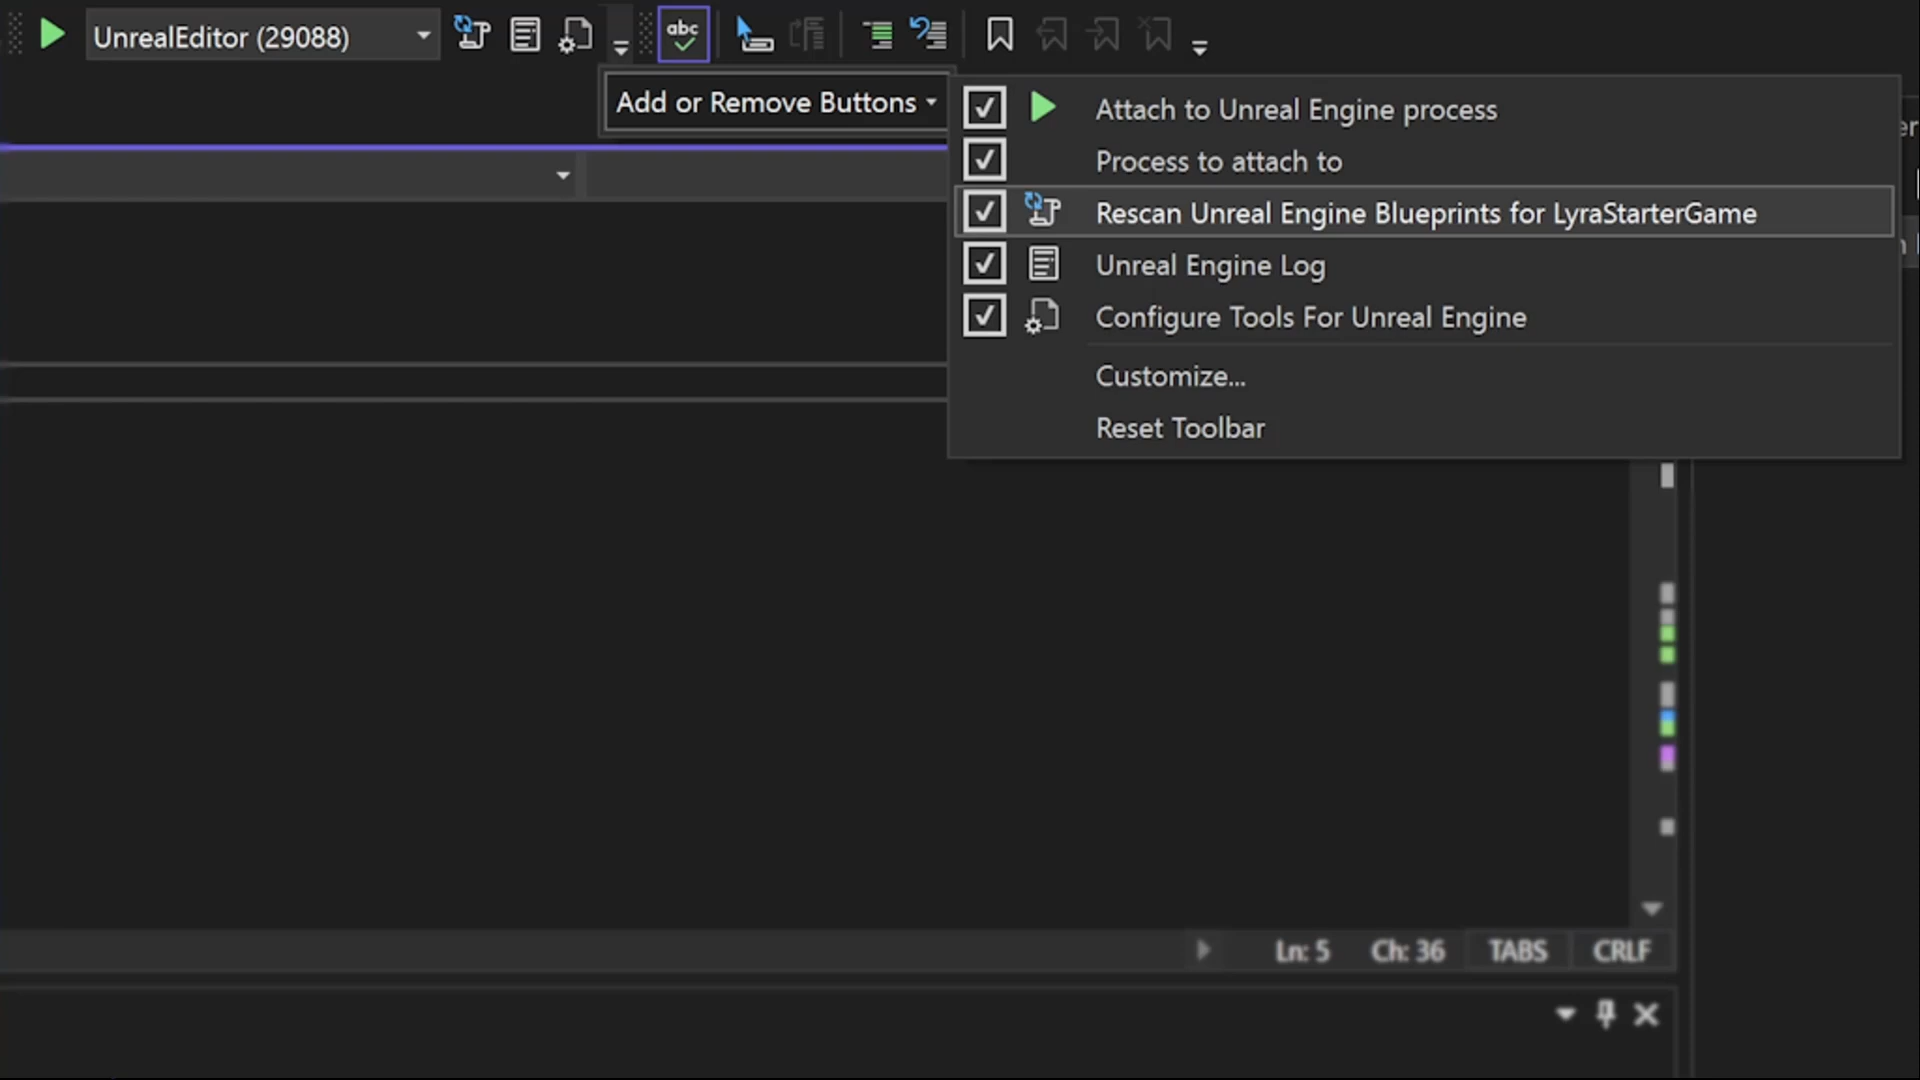 UnrealEditor (29088)
abc
Add or Remove Buttons
Attach to Unreal Engine process
Process to attach to
Rescan Unreal Engine Blueprints for LyraStarterGame
Unreal Engine Log
Configure Tools For Unreal Engine
Customize...
Reset Toolbar
er
Ln: 5 Ch: 36 TABS CRLF